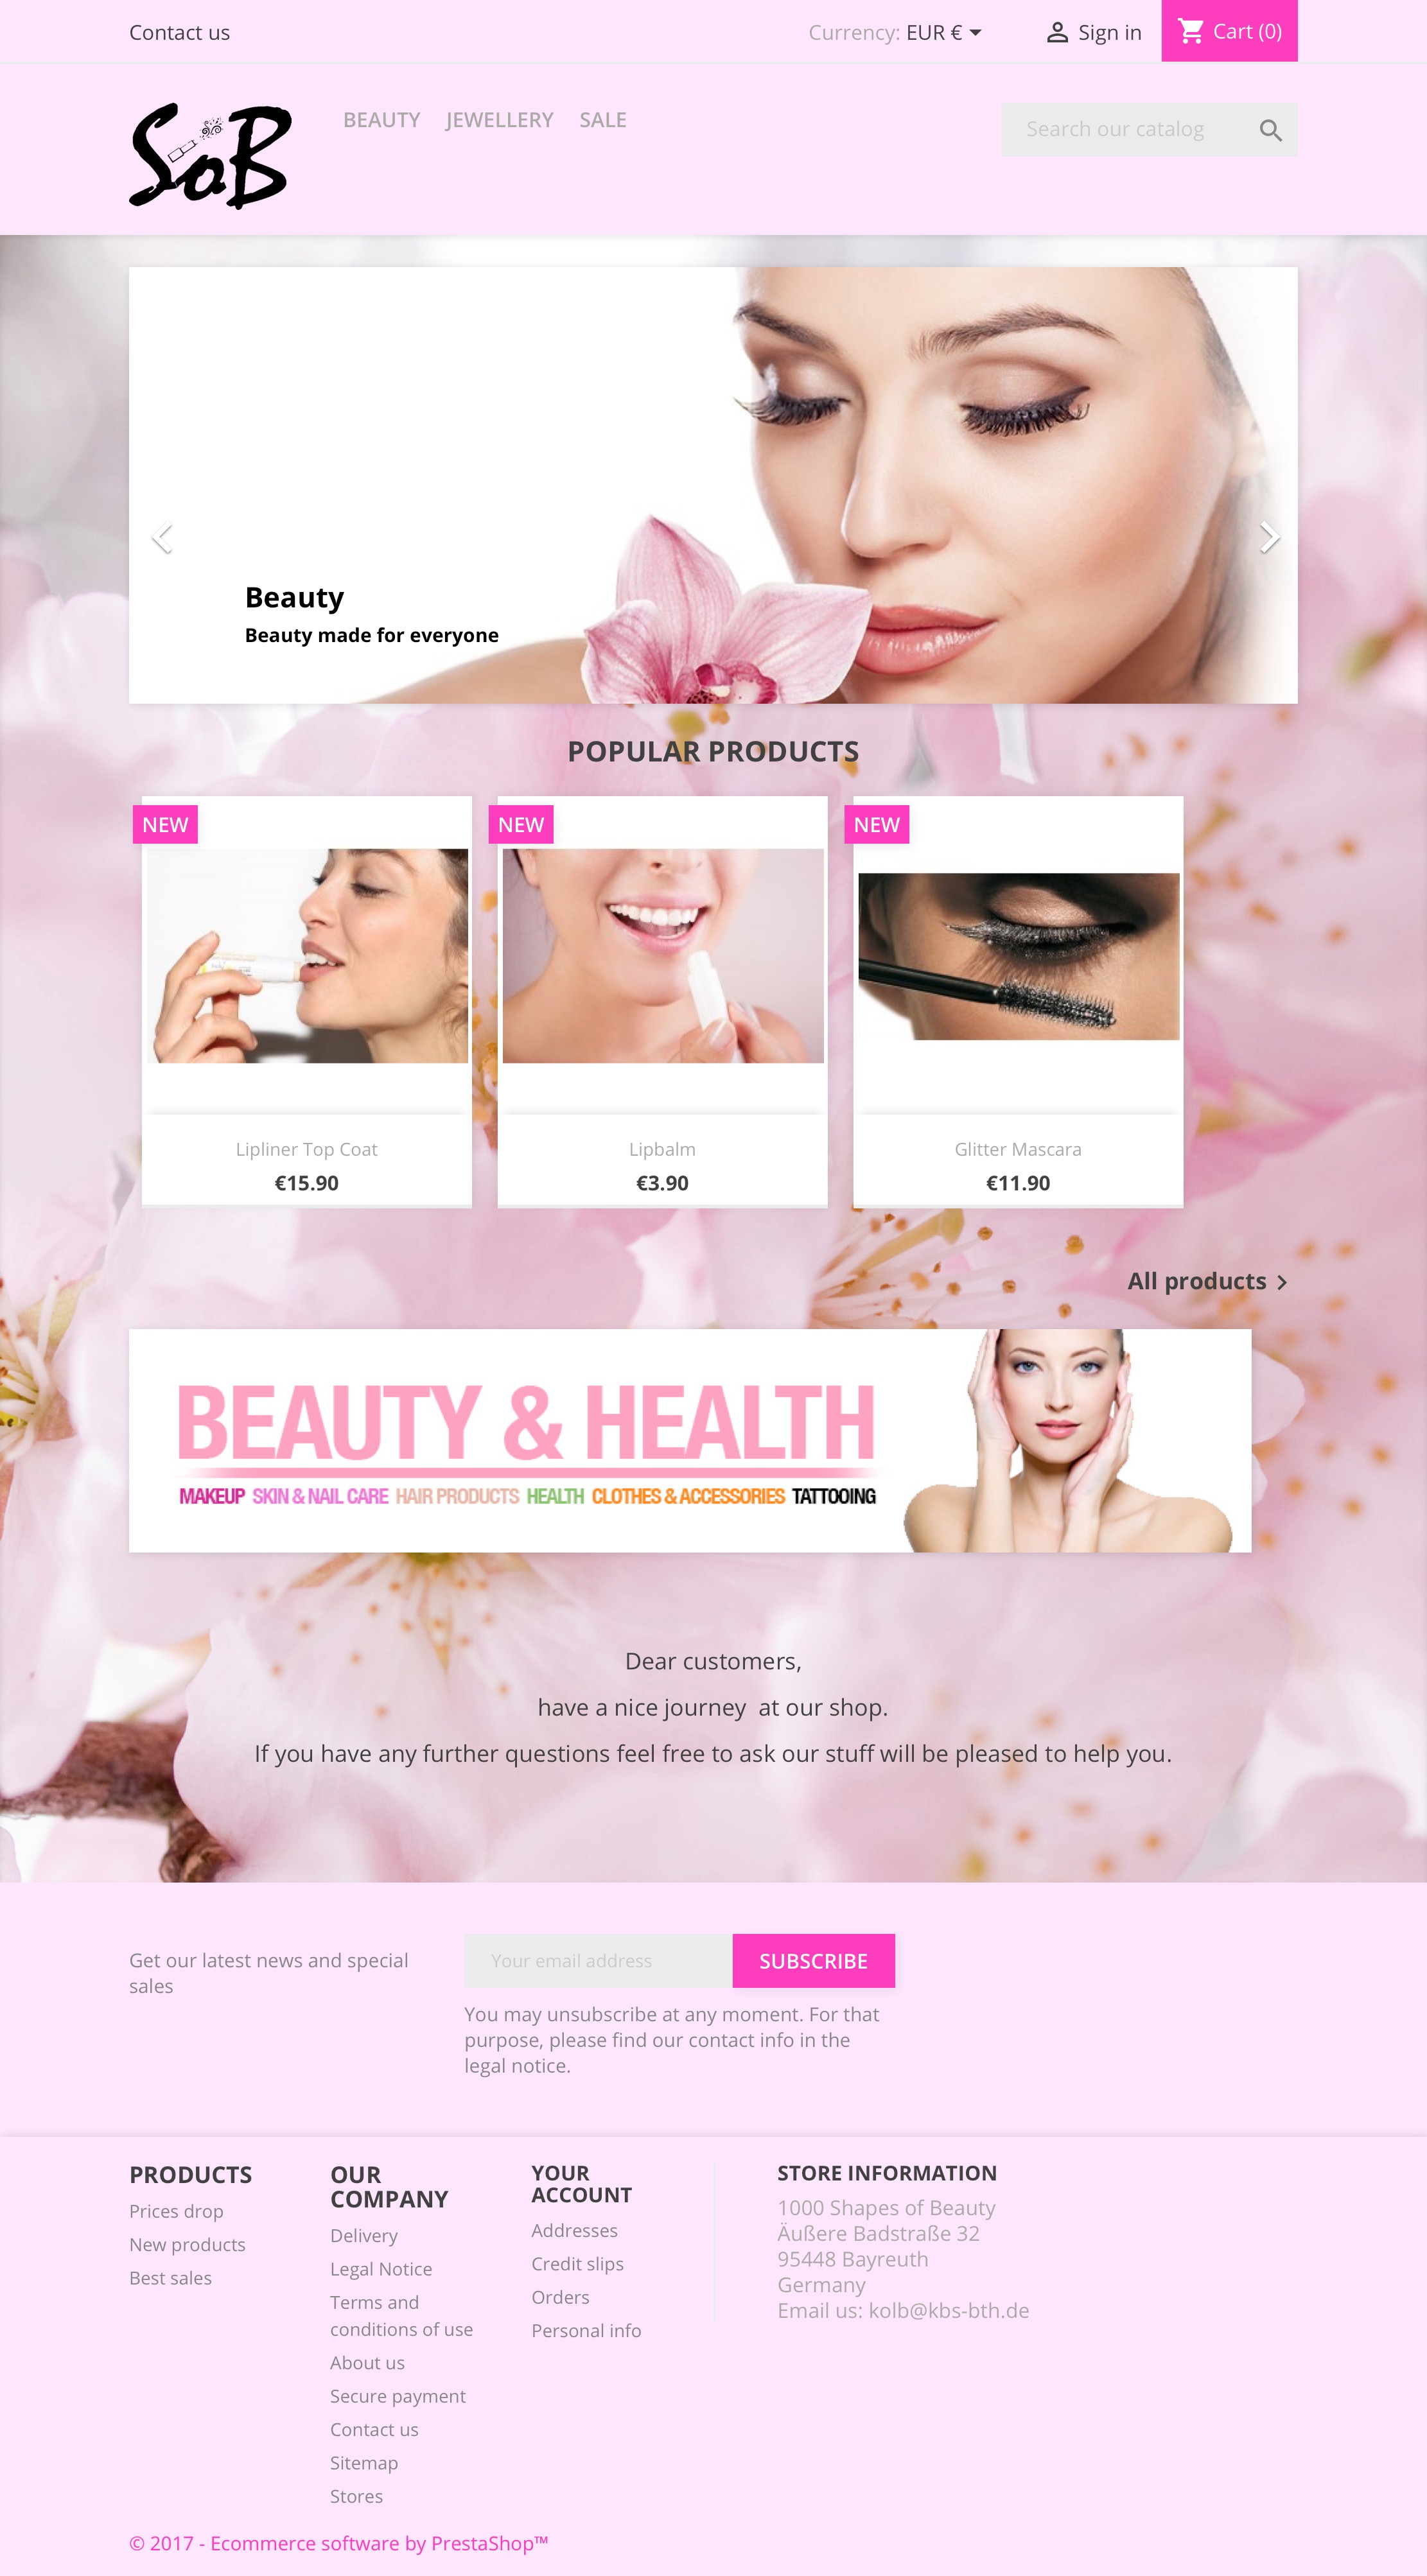 Contact us
Currency: EUR €
Sign in
Cart (0)
SoB
BEAUTY JEWELLERY SALE
Search our catalog
Beauty
Beauty made for everyone
POPULAR PRODUCTS
NEW
NEW
NEW
Lipliner Top Coat
€15.90
Lipbalm
€3.90
Glitter Mascara
€11.90
All products
BEAUTY & HEALTH
MAKEUP SKIN & NAIL CARE HAIR PRODUCTS HEALTH CLOTHES & ACCESSORIES TATTOOING
Dear customers,
have a nice journey at our shop.
If you have any further questions feel free to ask our stuff will be pleased to help you.
Get our latest news and special
sales
Your email address
SUBSCRIBE
You may unsubscribe at any moment. For that
purpose, please find our contact info in the
legal notice.
PRODUCTS
Prices drop
New products
Best sales
OUR
COMPANY
Delivery
Legal Notice
Terms and
conditions of use
About us
Secure payment
Contact us
Sitemap
Stores
YOUR
ACCOUNT
Addresses
Credit slips
Orders
Personal info
STORE INFORMATION
1000 Shapes of Beauty
Äußere Badstraße 32
95448 Bayreuth
Germany
Email us: kolb@kbs-bth.de
© 2017 - Ecommerce software by PrestaShop™